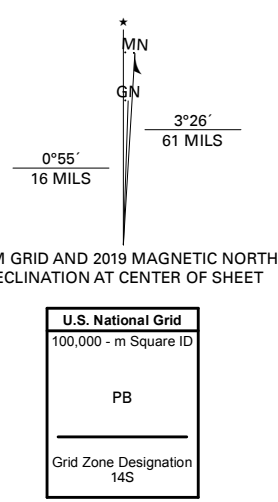 ★
MN
GN
3°26´
61 MILS
0°55´
16 MILS
M GRID AND 2019 MAGNETIC NORTH
ECLINATION AT CENTER OF SHEET
U.S. National Grid
100,000 - m Square ID
PB
Grid Zone Designation
14S